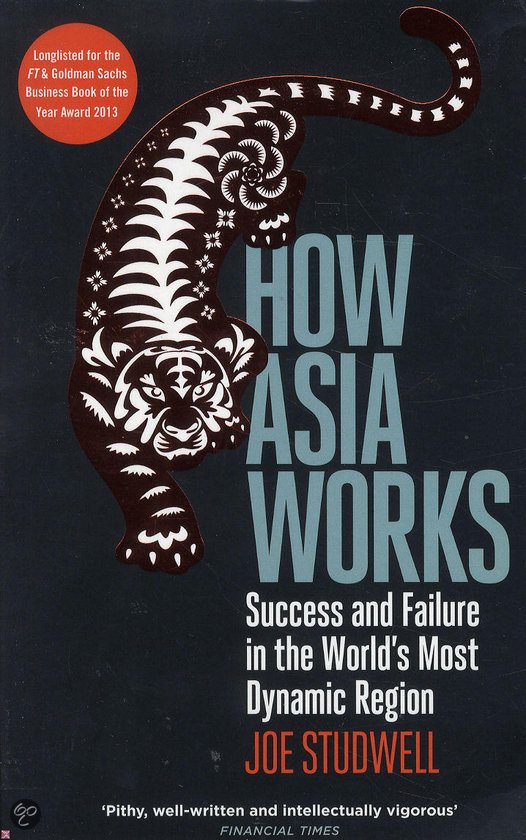 Longlisted for the
FT & Goldman Sachs
Business Book of the
Year Award 2013
HOW
ASIA
WORKS
Success and Failure
in the World's Most
Dynamic Region
JOE STUDWELL
'Pithy, well-written and intellectually vigorous'
FINANCIAL TIMES